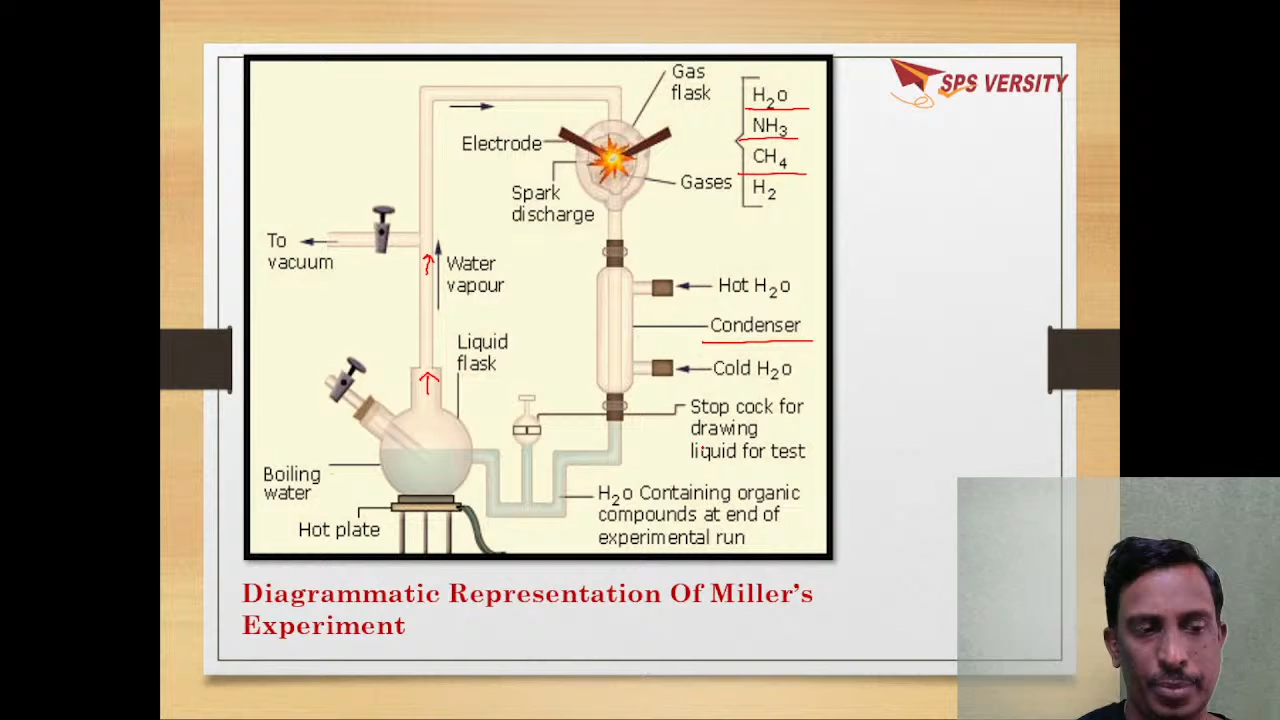 SPS VERSITY
Gas
flask
H2o
NH3
CH4
H2
Electrode
Gases
Spark
discharge
To
vacuum
Water
vapour
Hot H2o
Condenser
Liquid
flask
Cold H2o
Stop cock for
drawing
liquid for test
Boiling
water
H2o Containing organic
compounds at end of
experimental run
Hot plate
Diagrammatic Representation Of Miller's
Experiment